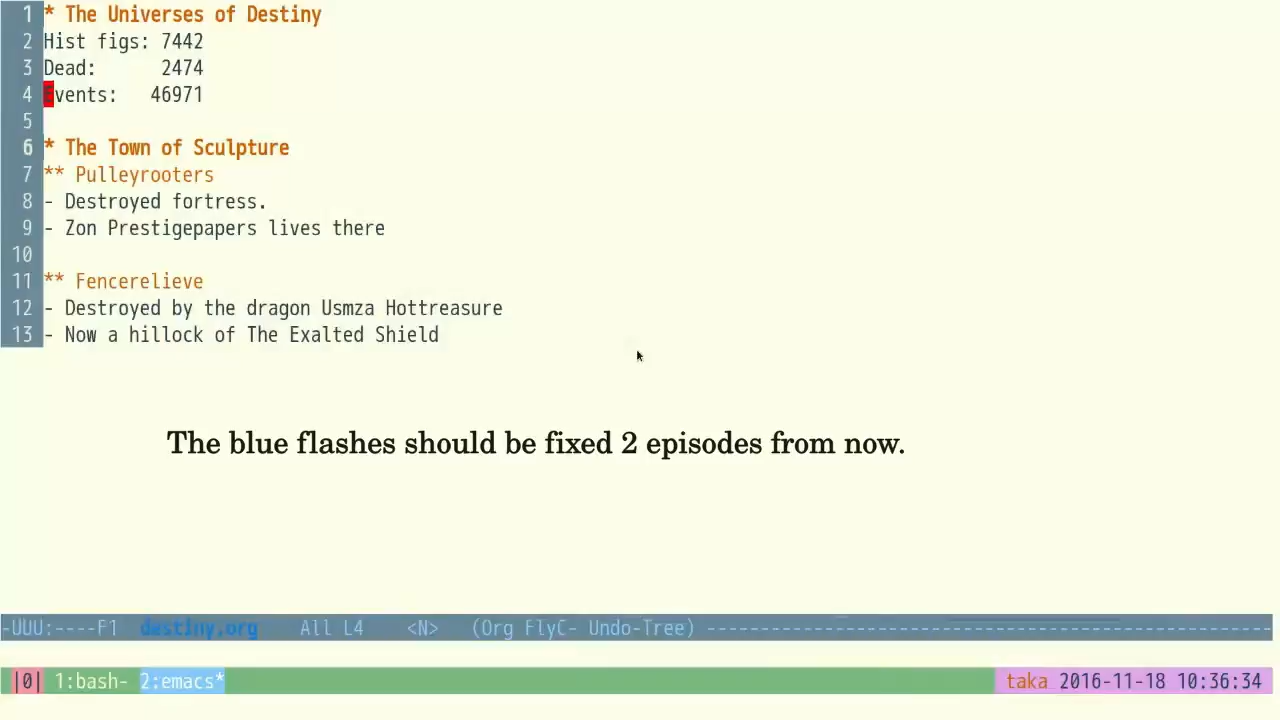 1 * The Universes of Destiny
2 Hist figs: 7442
3 Dead: 2474
4 Events: 46971
5
6 * The Town of Sculpture
7 ** Pulleyrooters
8 - Destroyed fortress.
9 - Zon Prestigepapers lives there
10
11 ** Fencerelieve
12 - Destroyed by the dragon Usmza Hottreasure
13 - Now a hillock of The Exalted Shield
The blue flashes should be fixed 2 episodes from now.
-UUU:----F1 destiny.org All L4 <N> (Org FlyC- Undo-Tree) -----------------------------------------------------
|0| 1:bash- 2:emacs* taka 2016-11-18 10:36:34